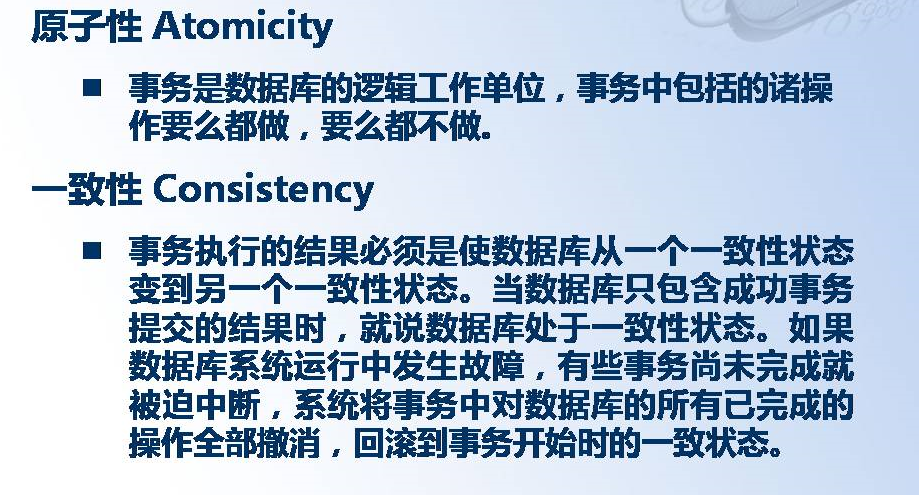 原子性 Atomicity
■ 事务是数据库的逻辑工作单位，事务中包括的诸操
作要么都做，要么都不做。
一致性 Consistency
■ 事务执行的结果必须是使数据库从一个一致性状态
变到另一个一致性状态。当数据库只包含成功事务
提交的结果时，就说数据库处于一致性状态。如果
数据库系统运行中发生故障，有些事务尚未完成就
被迫中断，系统将事务中对数据库的所有已完成的
操作全部撤消，回滚到事务开始时的一致状态。